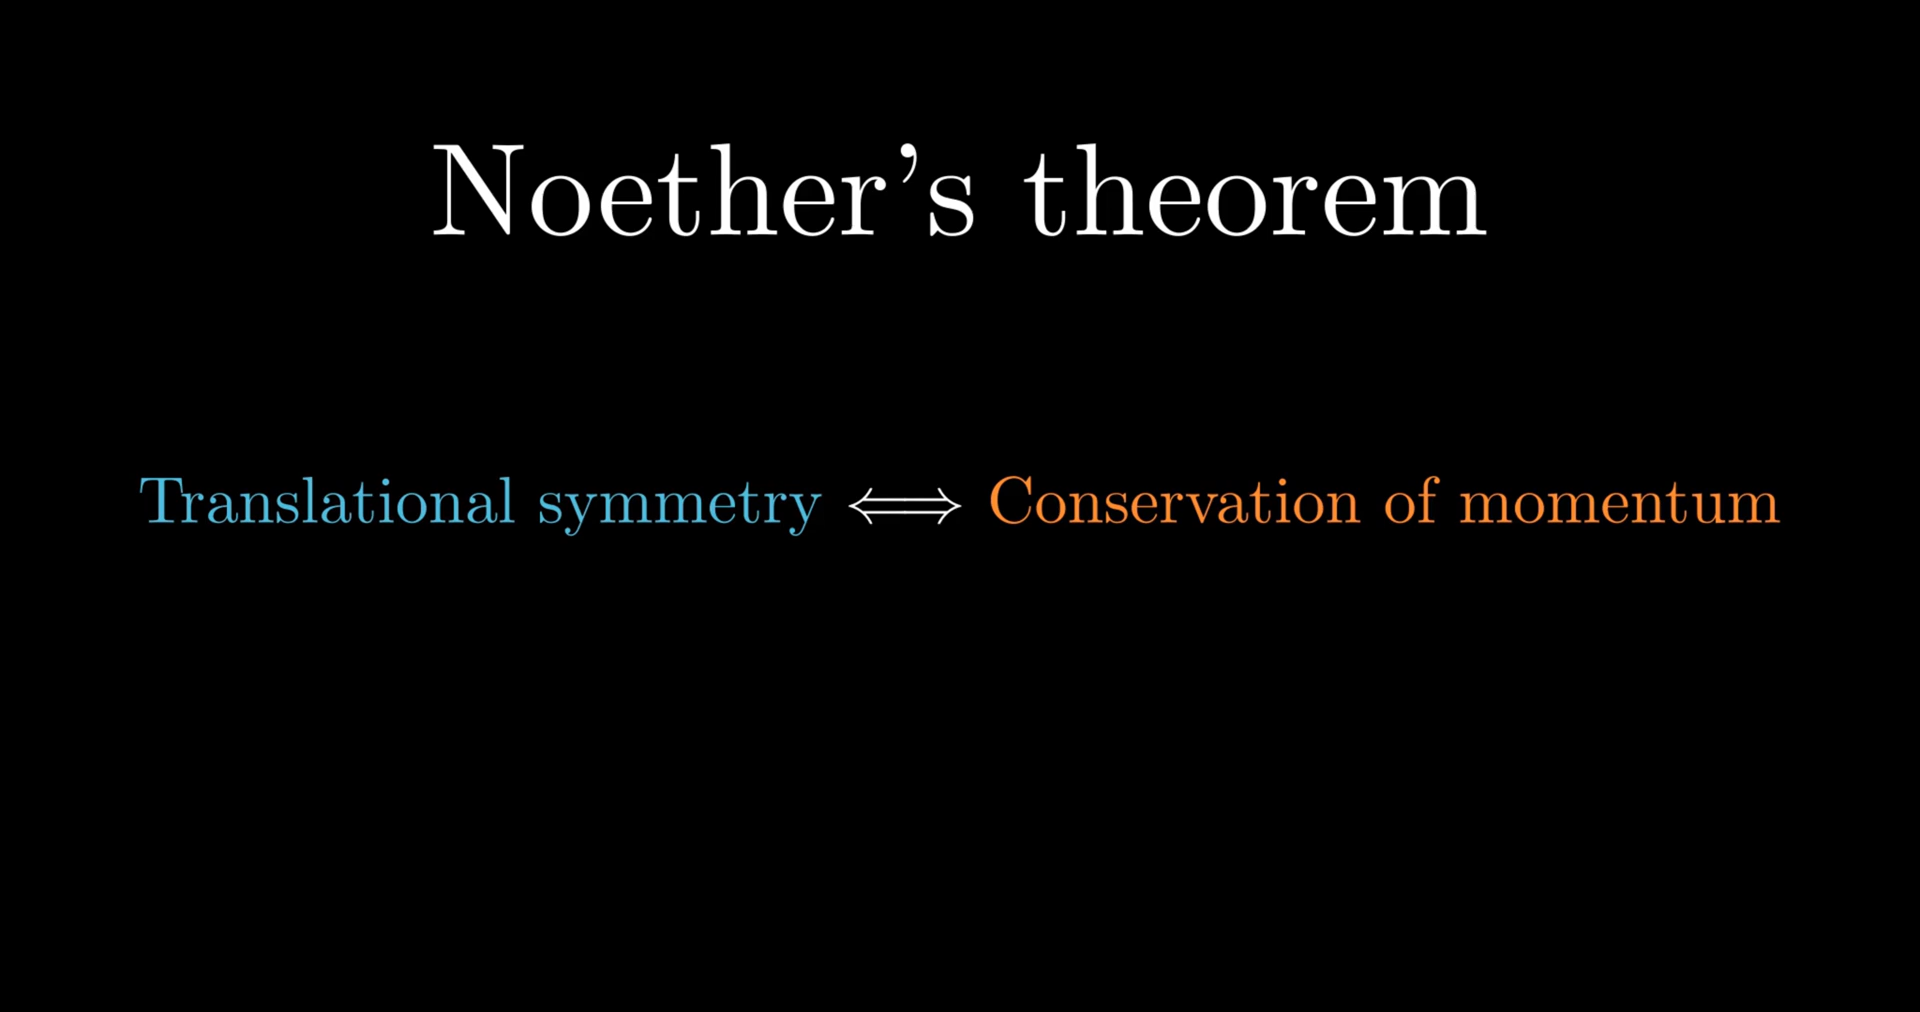 Noether’s theorem
Translational symmetry ⟺ Conservation of momentum